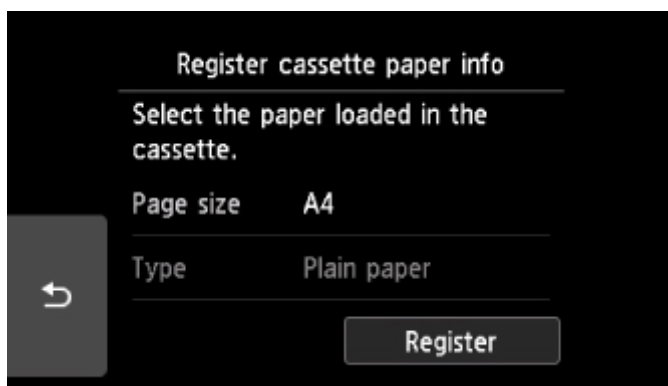 Register cassette paper info
Select the paper loaded in the
cassette.
Page size A4
Type Plain paper
Register